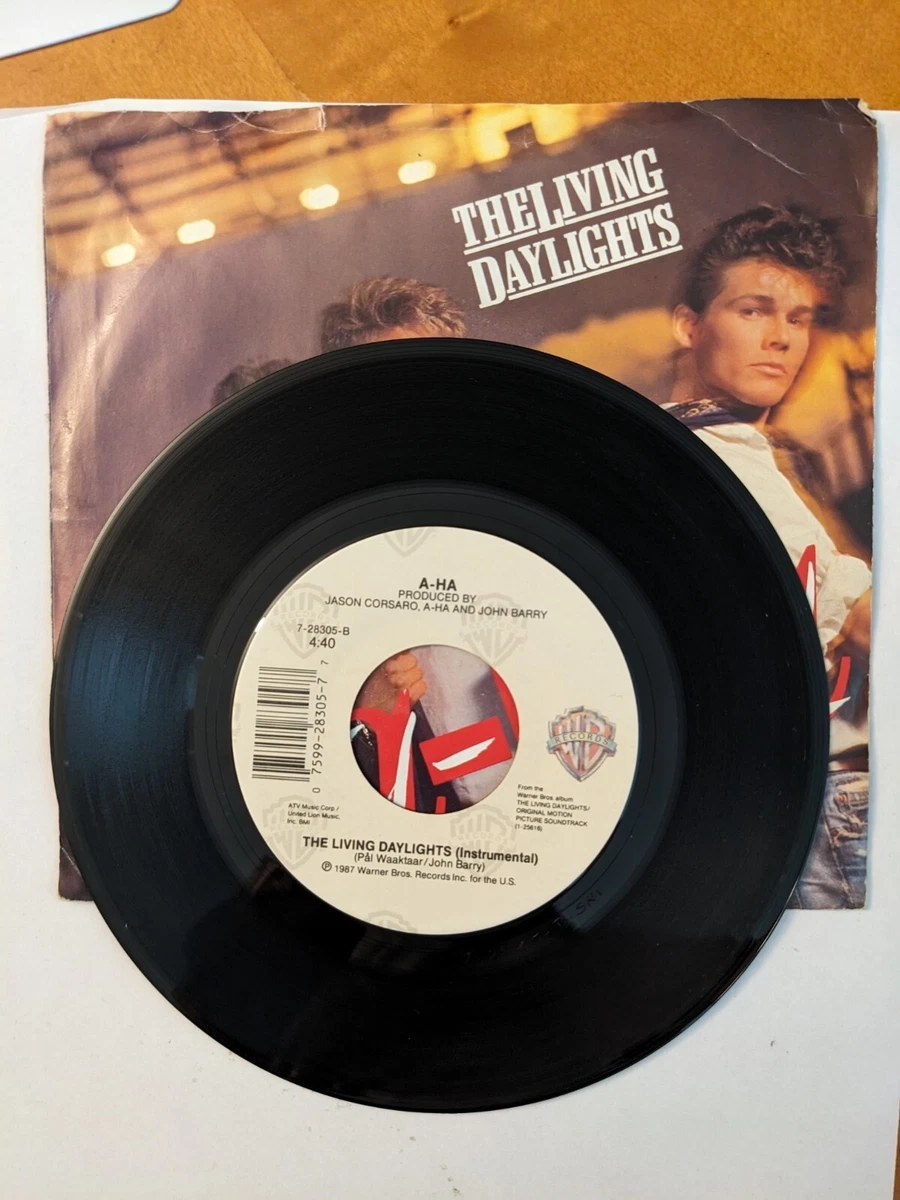 THE LIVING
DAYLIGHTS
A-HA
PRODUCED BY
JASON CORSARO, A-HA AND JOHN BARRY
7-28305-B
4:40
0 7599-28305-7 7
WB
RECORDS
ATV Music Corp./
United Lion Music.
Inc. BMI
From the
Warner Bros album
THE LIVING DAYLIGHTS/
ORIGINAL MOTION
PICTURE SOUNDTRACK
(1-25616)
THE LIVING DAYLIGHTS (Instrumental)
(Pål Waaktaar/John Barry)
℗ 1987 Warner Bros. Records Inc. for the U.S.